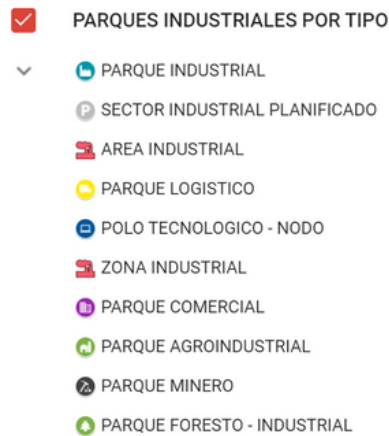 PARQUES INDUSTRIALES POR TIPO
PARQUE INDUSTRIAL
P SECTOR INDUSTRIAL PLANIFICADO
AREA INDUSTRIAL
PARQUE LOGISTICO
POLO TECNOLOGICO - NODO
ZONA INDUSTRIAL
PARQUE COMERCIAL
PARQUE AGROINDUSTRIAL
PARQUE MINERO
PARQUE FORESTO - INDUSTRIAL